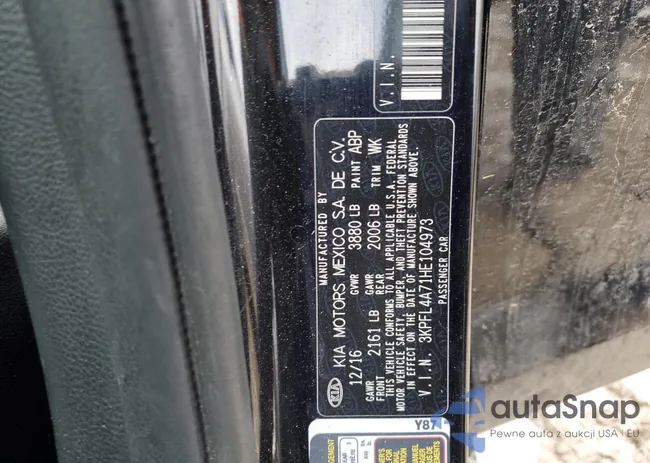 V.I.N.
KIA
MANUFACTURED BY
KIA MOTORS MEXICO S.A. DE C.V.
12/16 GVWR 3880 LB PAINT ABP
GAWR FRONT 2161 LB GAWR REAR 2006 LB TRIM WK
THIS VEHICLE CONFORMS TO ALL APPLICABLE U.S.A. FEDERAL
MOTOR VEHICLE SAFETY, BUMPER, AND THEFT PREVENTION STANDARDS
IN EFFECT ON THE DATE OF MANUFACTURE SHOWN ABOVE.
V.I.N. 3KPFL4A71HE104973
PASSENGER CAR
Y87
autoSnap
Pewne auta z aukcji USA i EU